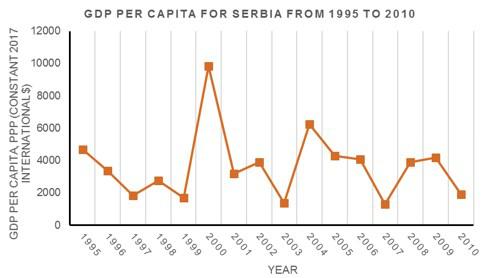 GDP PER CAPITA FOR SERBIA FROM 1995 TO 2010
GDP PER CAPITA, PPP (CONSTANT 2017
INTERNATIONAL$)
12000
10000
8000
6000
4000
2000
0
1995 1996 1997 1998 1999 2000 2001 2002 2003 2004 2005 2006 2007 2008 2009 2010
YEAR